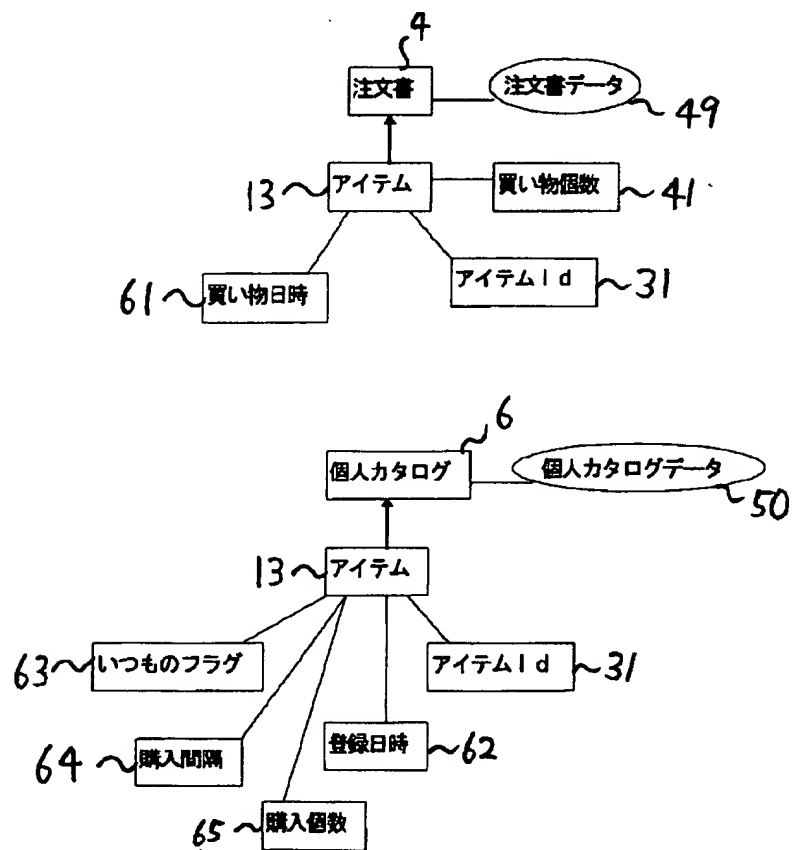 4
注文書
注文書データ
49
13
アイテム
買い物個数
41
61
買い物日時
アイテムId
31
6
個人カタログ
個人カタログデータ
50
13
アイテム
63
いつものフラグ
アイテムId
31
64
購入間隔
登録日時
62
65
購入個数